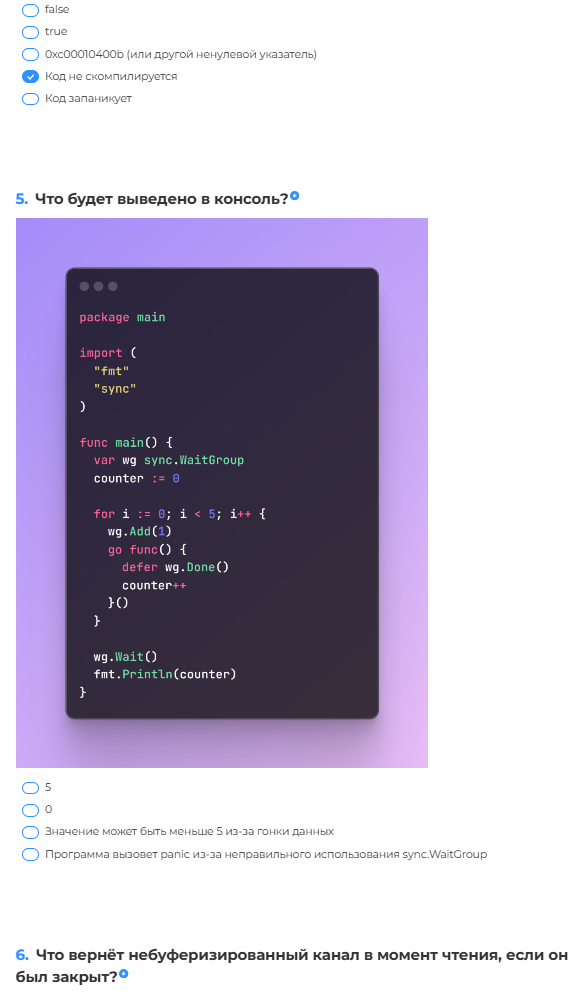 false
true
0xc00010400b (или другой ненулевой указатель)
Код не скомпилируется
Код запаникует
5. Что будет выведено в консоль?
package main
import (
"fmt"
"sync"
)
func main() {
var wg sync.WaitGroup
counter := 0
for i := 0; i < 5; i++ {
wg.Add(1)
go func() {
defer wg.Done()
counter++
}()
}
wg.Wait()
fmt.Println(counter)
}
5
0
Значение может быть меньше 5 из-за гонки данных
Программа вызовет panic из-за неправильного использования sync.WaitGroup
6. Что вернёт небуферизированный канал в момент чтения, если он
был закрыт?